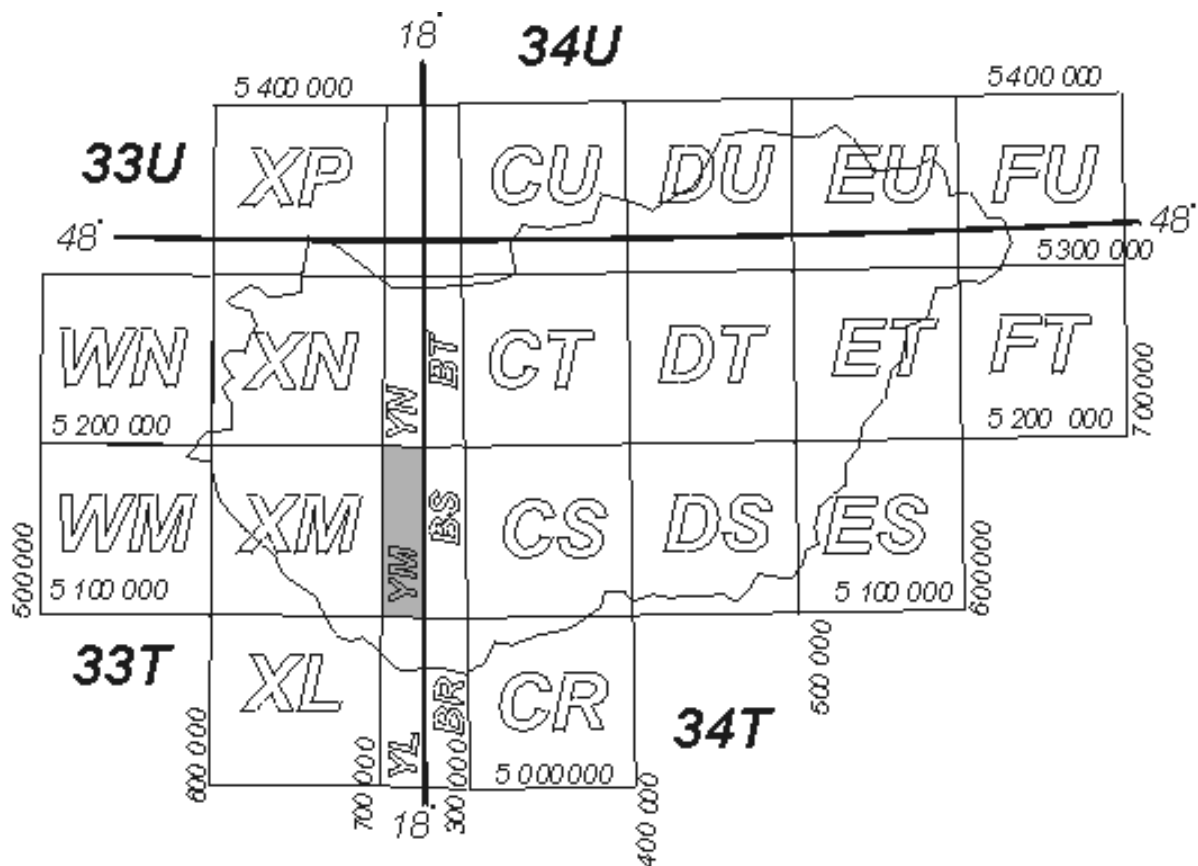 18°
34U
5 400 000
5400 000
33U
XP
CU
DU
EU
FU
48°
48°
5300 000
WN
XN
YN
BT
CT
DT
ET
FT
5 200 000
5 200 000
700000
WM
XM
YM
BS
CS
DS
ES
500000
5 100 000
5 100 000
600000
33T
XL
YL
BR
CR
34T
500 000
600 000
700 000
18°
300 000
5 000000
400 000